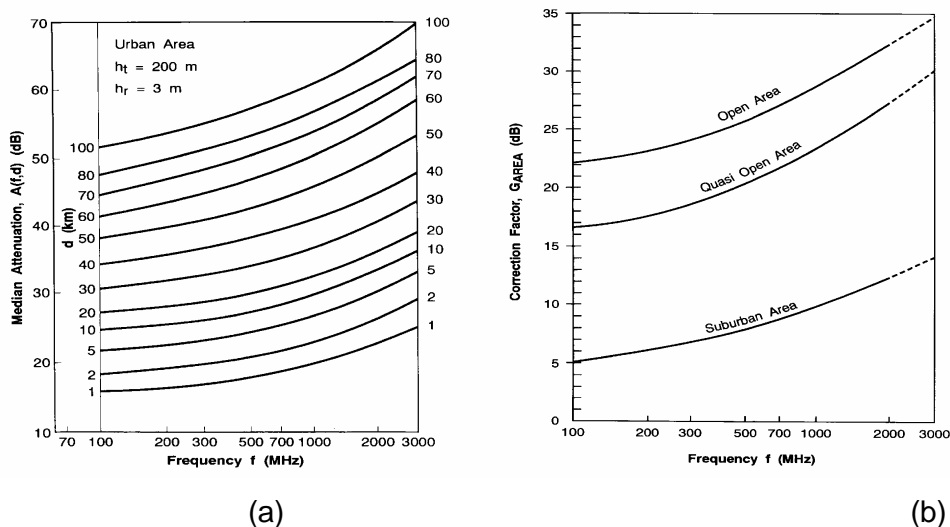 70
60
50
40
30
20
10
Median Attenuation, A(f,d) (dB)
Urban Area
ht = 200 m
hr = 3 m
d (km)
100
80
70
60
50
40
30
20
10
5
2
1
100
80
70
60
50
40
30
20
10
5
2
1
70 100 200 300 500 700 1000 2000 3000
Frequency f (MHz)
(a)
35
30
25
20
15
10
5
0
Correction Factor, GAREA (dB)
Open Area
Quasi Open Area
Suburban Area
100 200 300 500 700 1000 2000 3000
Frequency f (MHz)
(b)